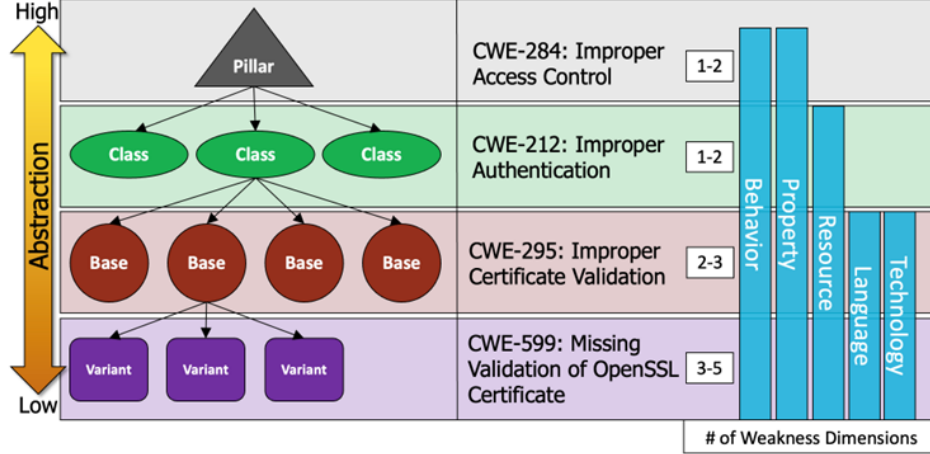 High
Abstraction
Low
Pillar
CWE-284: Improper
Access Control
1-2
Class
Class
Class
CWE-212: Improper
Authentication
1-2
Base
Base
Base
Base
CWE-295: Improper
Certificate Validation
2-3
Variant
Variant
Variant
CWE-599: Missing
Validation of OpenSSL
Certificate
3-5
Behavior
Property
Resource
Language
Technology
# of Weakness Dimensions